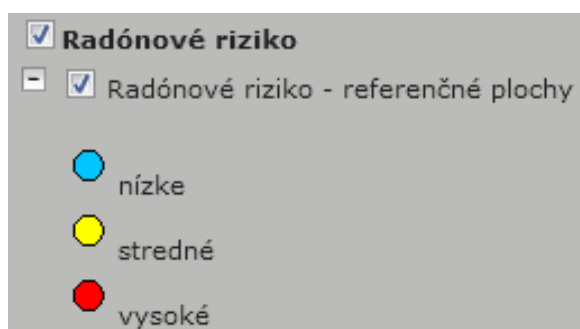 Radónové riziko
Radónové riziko - referenčné plochy
nízke
stredné
vysoké